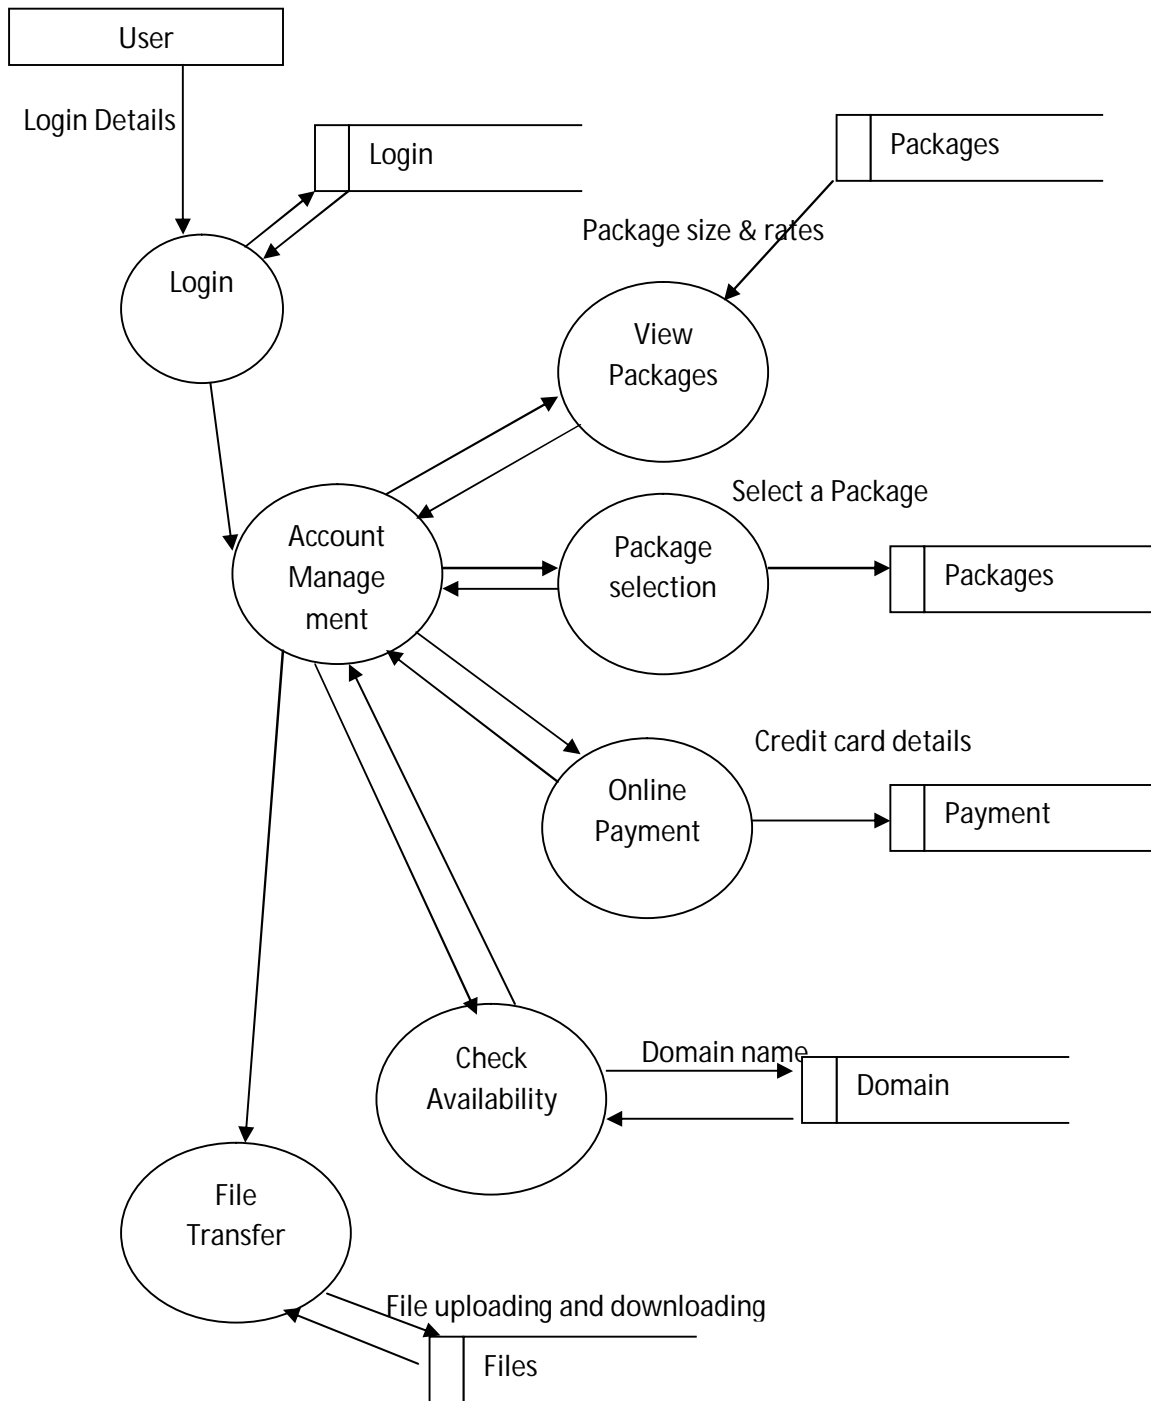 User
Login Details
Login
Packages
Package size & rates
Login
View
Packages
Select a Package
Account
Manage
ment
Package
selection
Packages
Credit card details
Online
Payment
Payment
Domain name
Check
Availability
Domain
File
Transfer
File uploading and downloading
Files